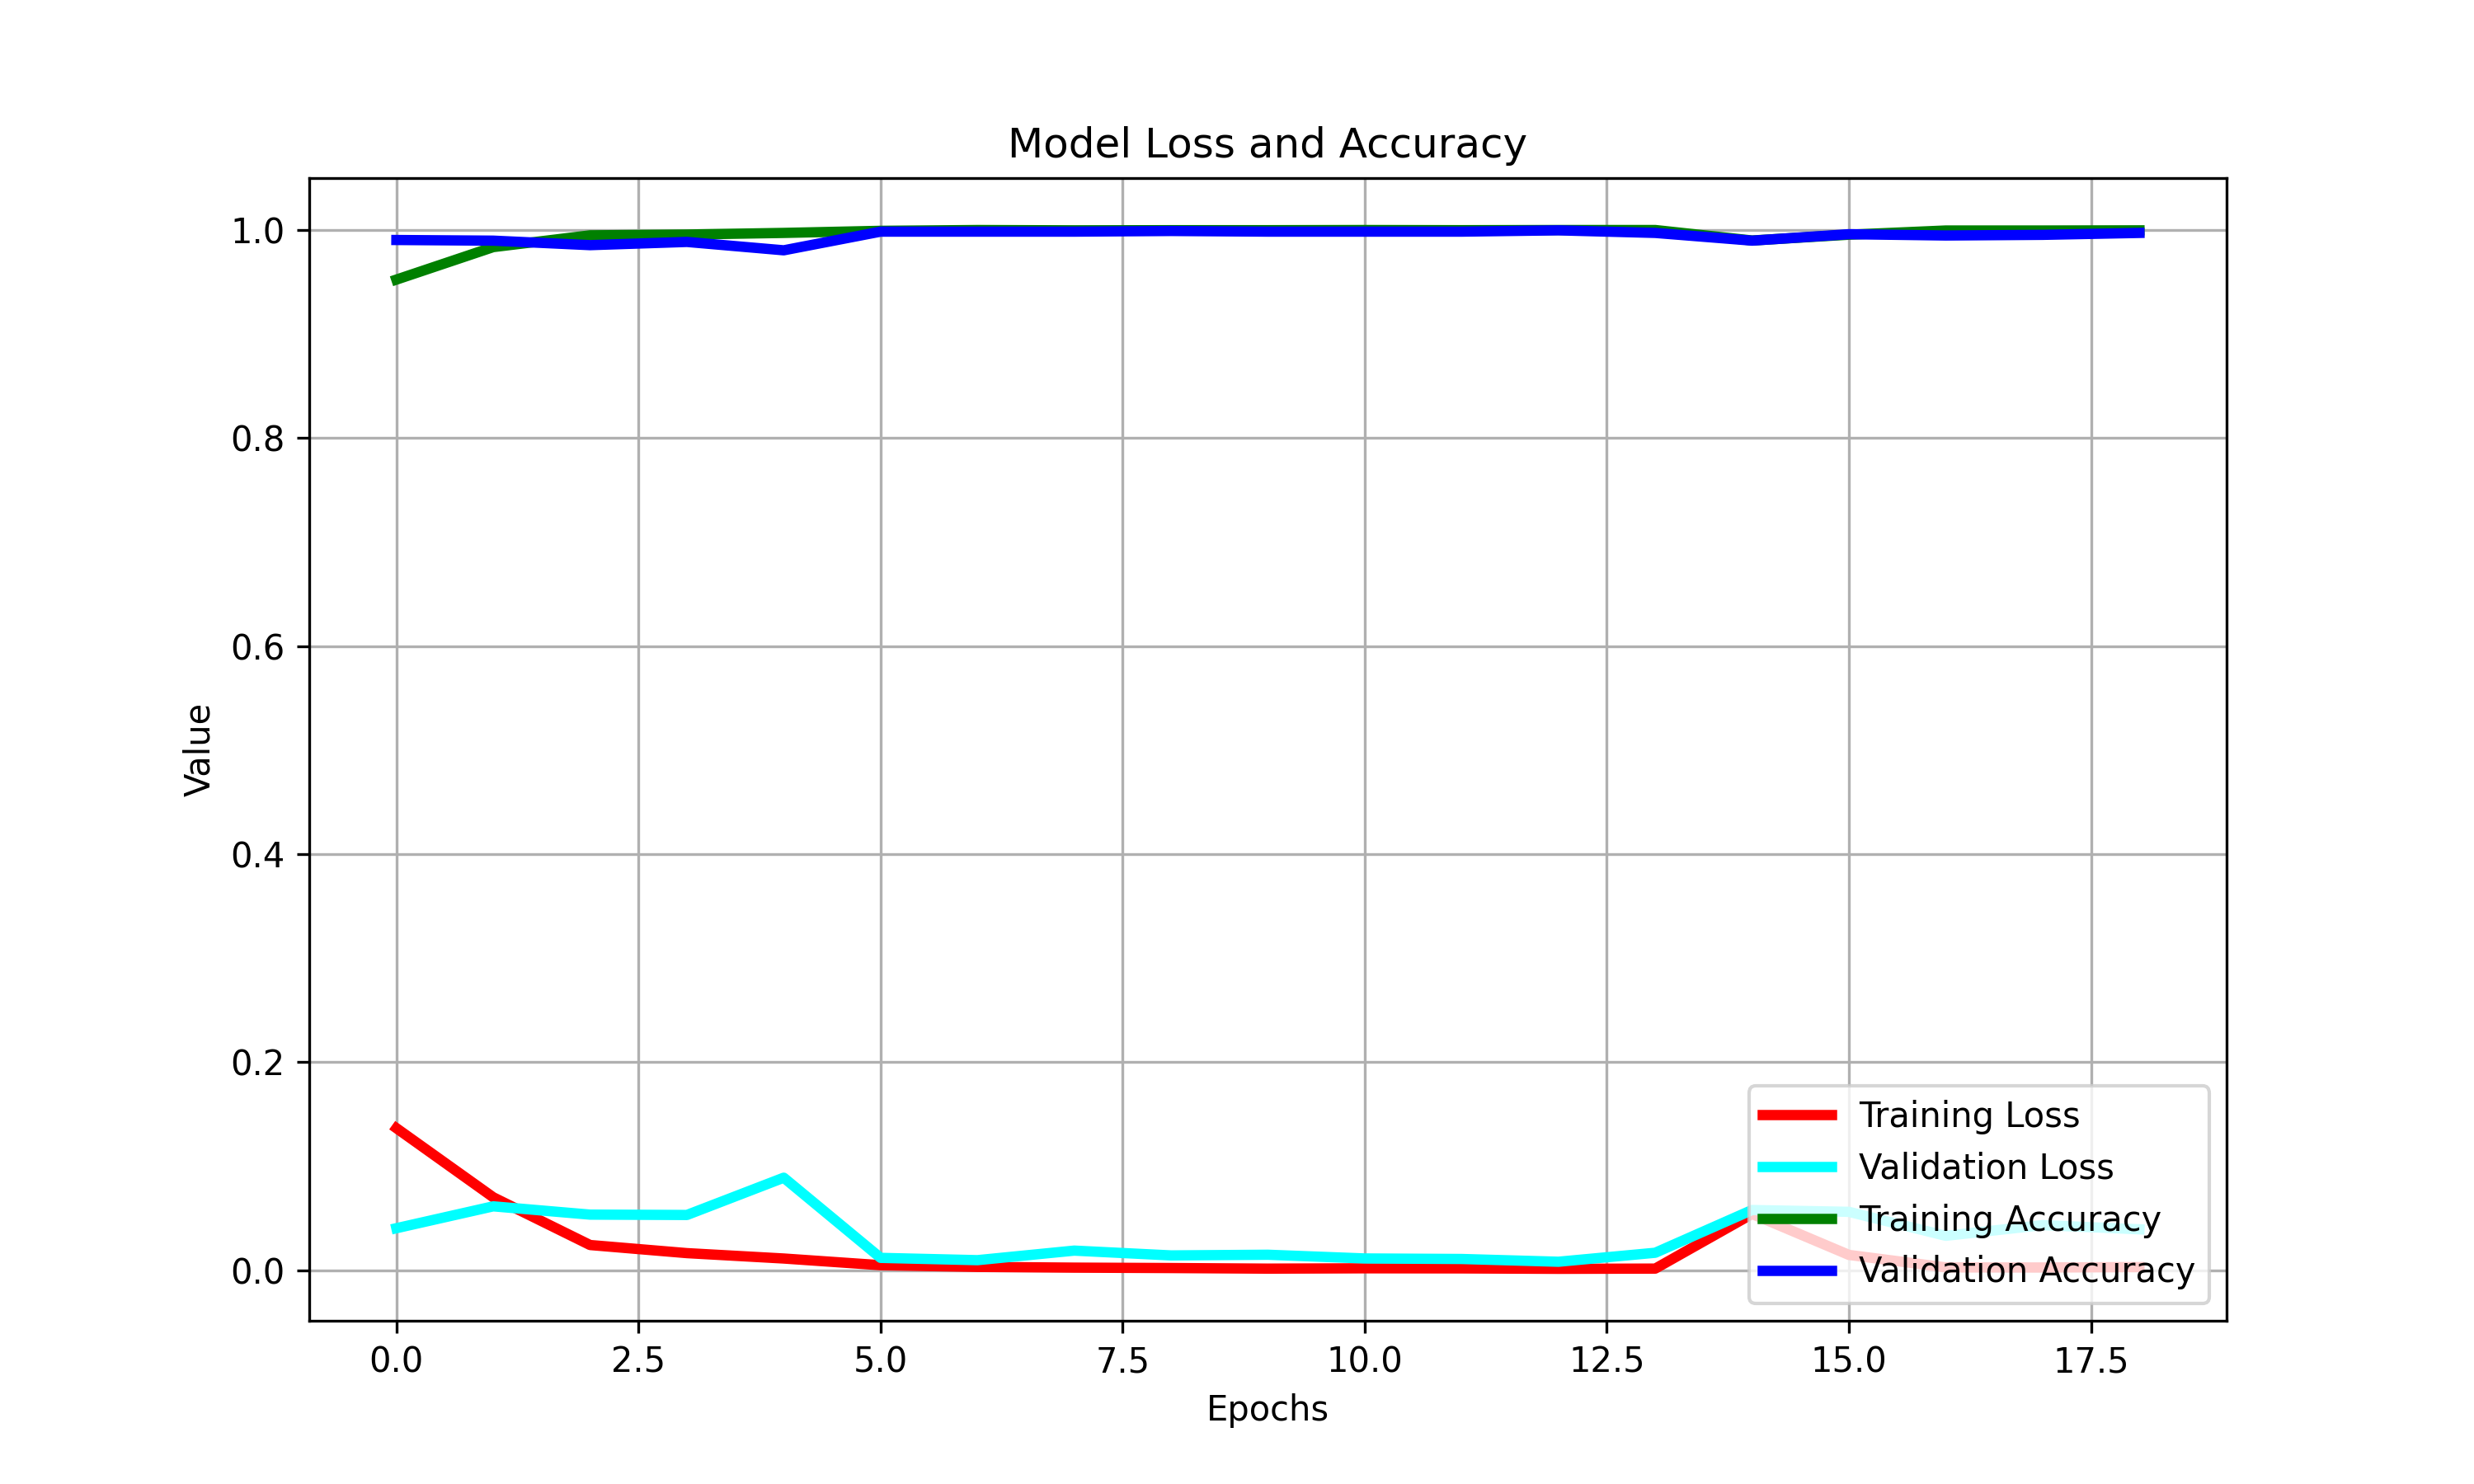 Model Loss and Accuracy
1.0
0.8
0.6
0.4
0.2
0.0
Value
Training Loss
Validation Loss
Training Accuracy
Validation Accuracy
0.0 2.5 5.0 7.5 10.0 12.5 15.0 17.5
Epochs